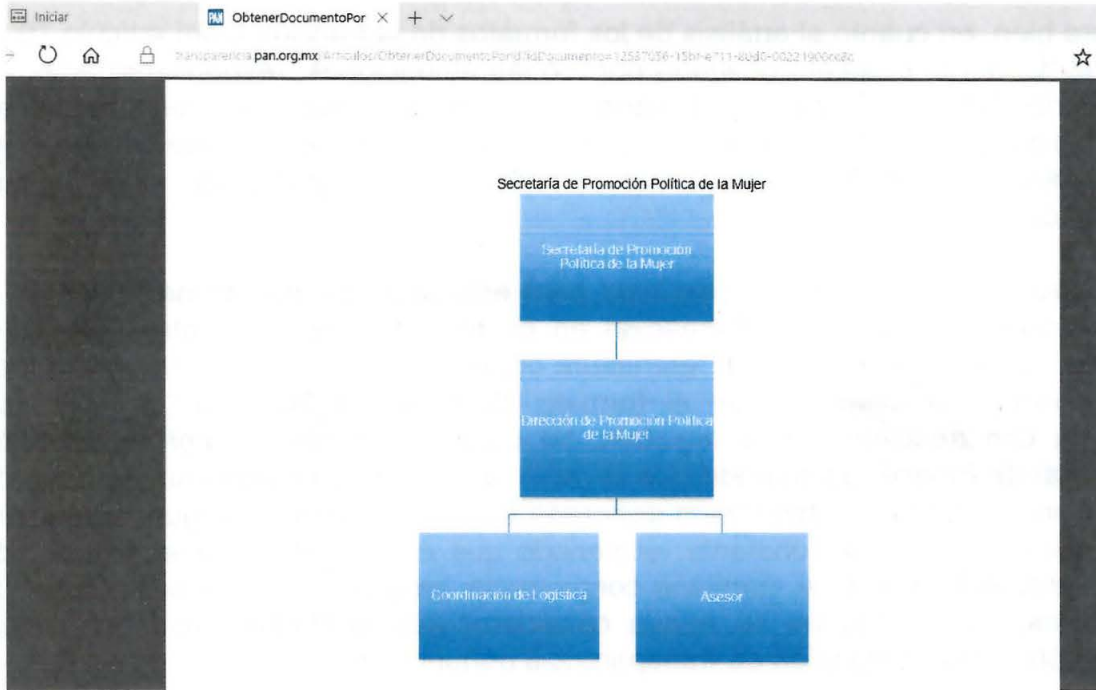 Iniciar
ObtenerDocumentoPor
pan.org.mx
Secretaría de Promoción Política de la Mujer
Secretaría de Promoción
Política de la Mujer
Dirección de Promoción Política
de la Mujer
Coordinación de Logística
Asesor